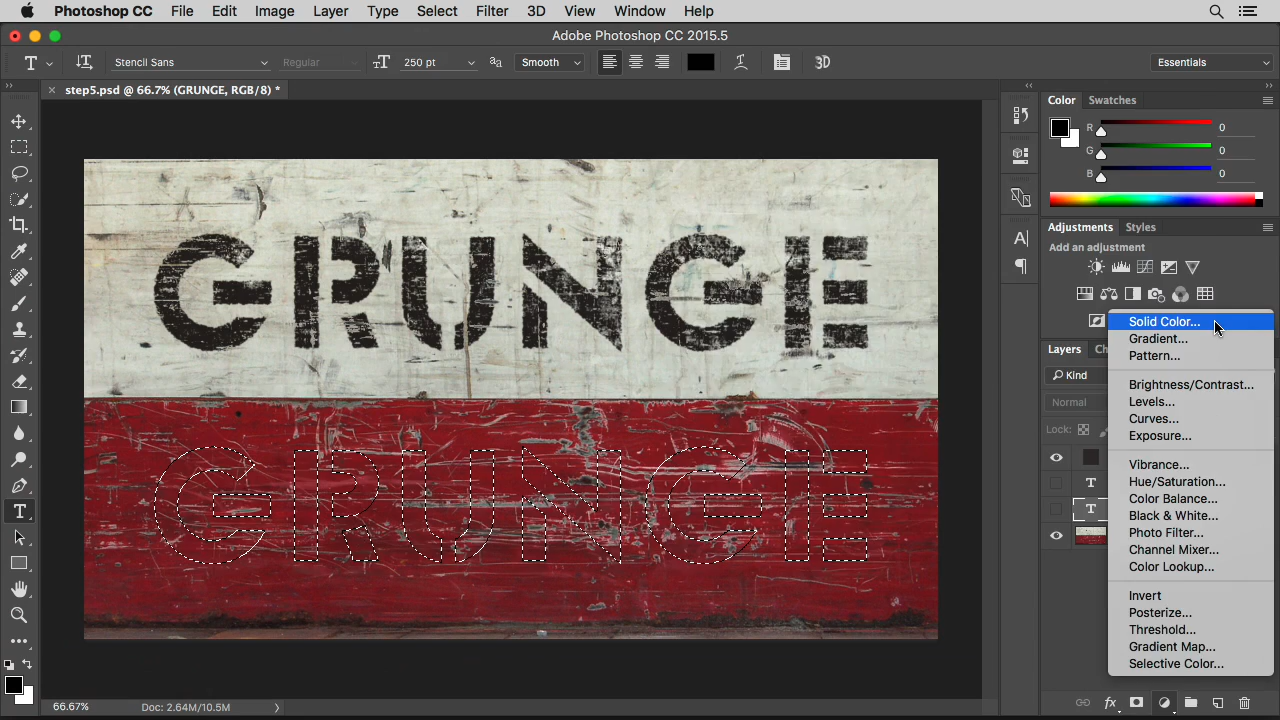 Photoshop CC File Edit Image Layer Type Select Filter 3D View Window Help
Adobe Photoshop CC 2015.5
T Stencil Sans Regular 250 pt aa Smooth 3D Essentials
step5.psd @ 66.7% (GRUNGE, RGB/8) *
Color Swatches
R 0
G 0
B 0
Adjustments Styles
Add an adjustment
GRUNGE
GRUNGE
Solid Color...
Gradient...
Pattern...
Brightness/Contrast...
Levels...
Curves...
Exposure...
Vibrance...
Hue/Saturation...
Color Balance...
Black & White...
Photo Filter...
Channel Mixer...
Color Lookup...
Invert
Posterize...
Threshold...
Gradient Map...
Selective Color...
Layers Ch
Kind
Normal
Lock:
T
T
fx
66.67% Doc: 2.64M/10.5M